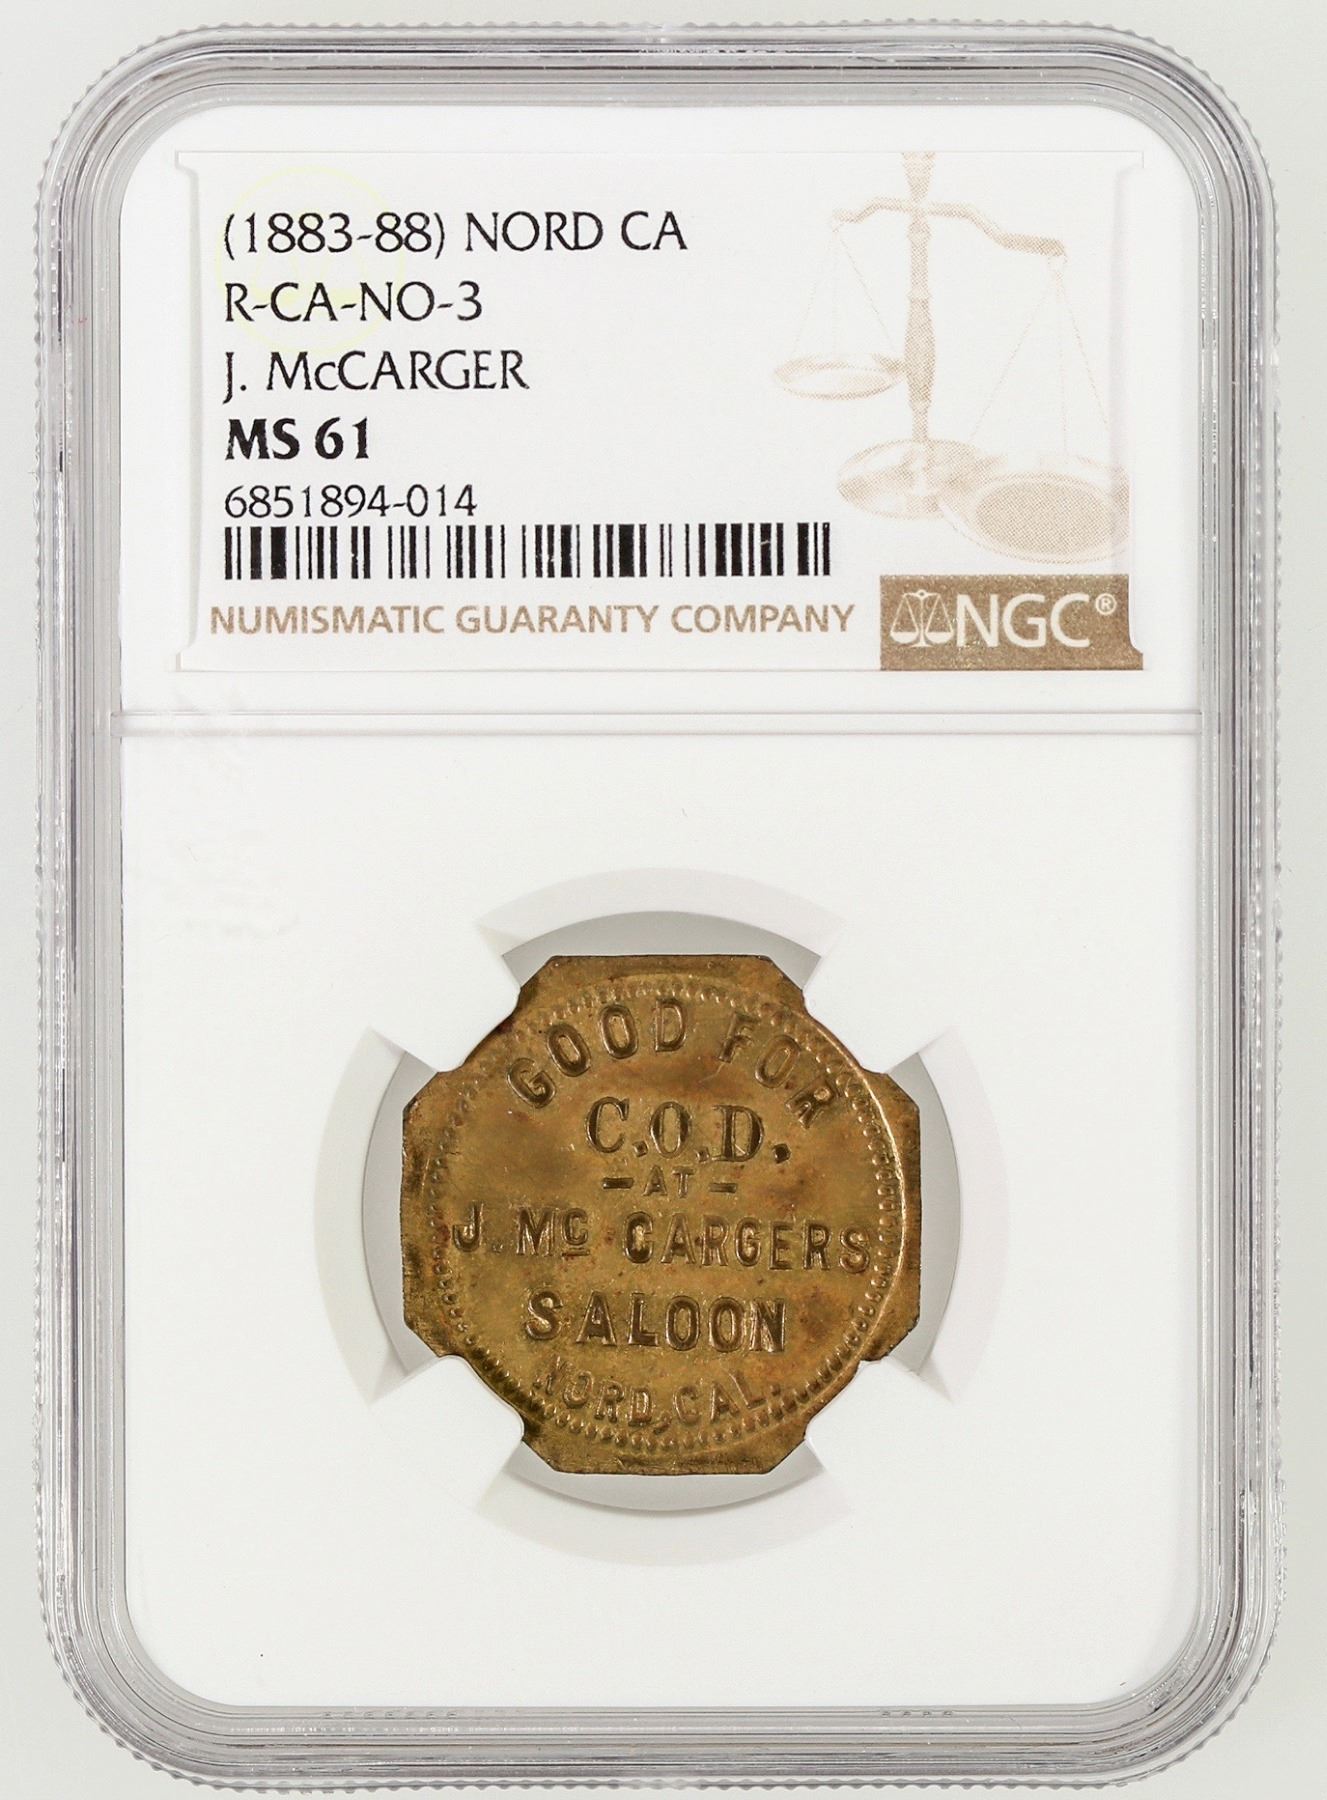 (1883-88) NORD CA
R-CA-NO-3
J. McCARGER
MS 61
6851894-014
NUMISMATIC GUARANTY COMPANY
NGC®
GOOD FOR
C.O.D.
- AT -
J. Mc CARGERS
SALOON
NORD, CAL.